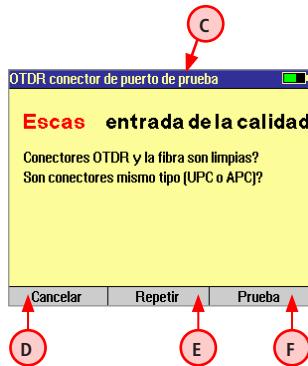 C
OTDR conector de puerto de prueba
Escas entrada de la calidad
Conectores OTDR y la fibra son limpias?
Son conectores mismo tipo (UPC o APC)?
Cancelar Repetir Prueba
D E F